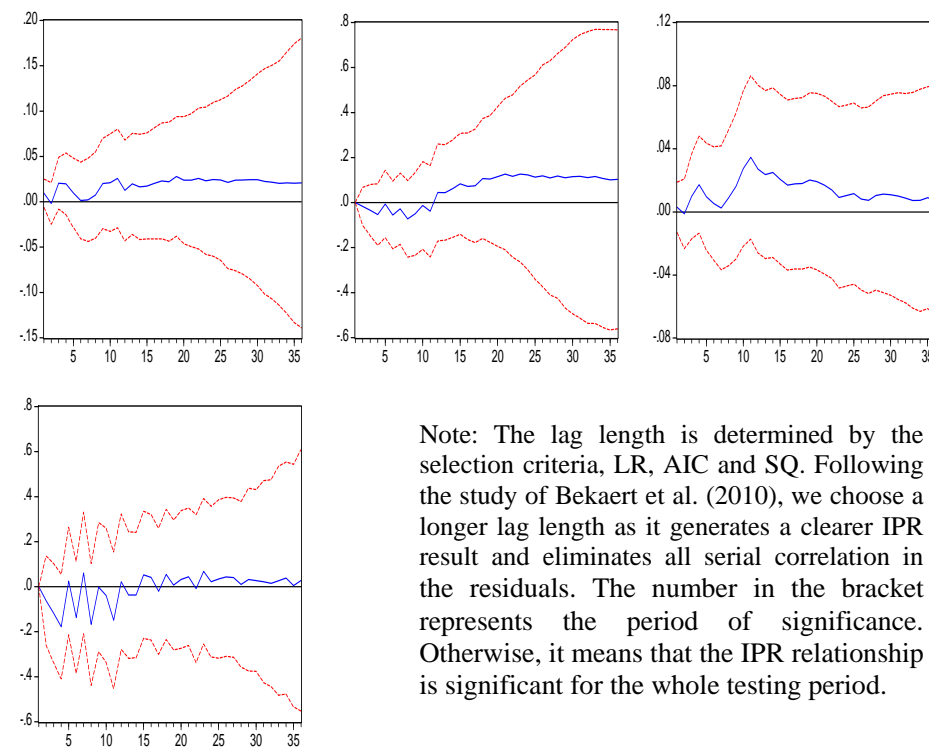 .20
.15
.10
.05
.00
-.05
-.10
-.15
5 10 15 20 25 30 35
.8
.6
.4
.2
.0
-.2
-.4
-.6
5 10 15 20 25 30 35
.12
.08
.04
.00
-.04
-.08
5 10 15 20 25 30 35
.8
.6
.4
.2
.0
-.2
-.4
-.6
5 10 15 20 25 30 35
Note: The lag length is determined by the
selection criteria, LR, AIC and SQ. Following
the study of Bekaert et al. (2010), we choose a
longer lag length as it generates a clearer IPR
result and eliminates all serial correlation in
the residuals. The number in the bracket
represents the period of significance.
Otherwise, it means that the IPR relationship
is significant for the whole testing period.